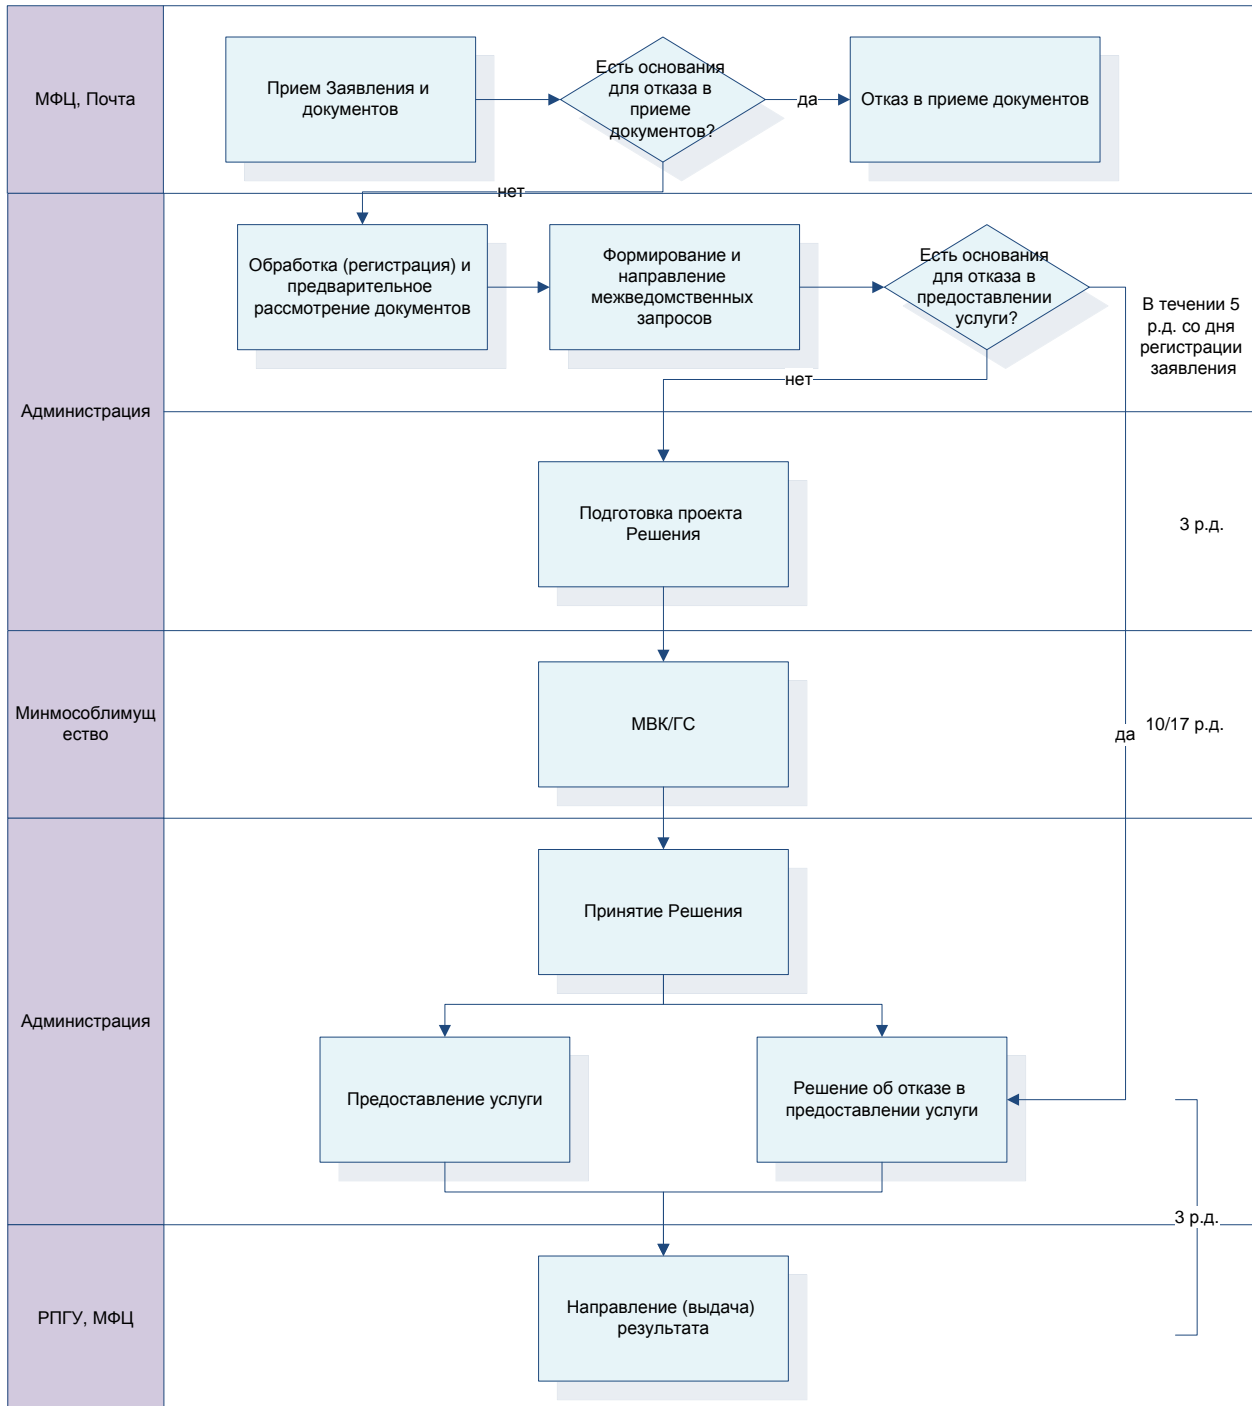 МФЦ, Почта
Прием Заявления и
документов
Есть основания
для отказа в
приеме
документов?
да
Отказ в приеме документов
нет
Администрация
Обработка (регистрация) и
предварительное
рассмотрение документов
Формирование и
направление
межведомственных
запросов
Есть основания
для отказа в
предоставлении
услуги?
В течении 5
р.д. со дня
регистрации
заявления
нет
Подготовка проекта
Решения
3 р.д.
Минмособлимущ
ество
МВК/ГС
да
10/17 р.д.
Администрация
Принятие Решения
Предоставление услуги
Решение об отказе в
предоставлении услуги
3 р.д.
РПГУ, МФЦ
Направление (выдача)
результата